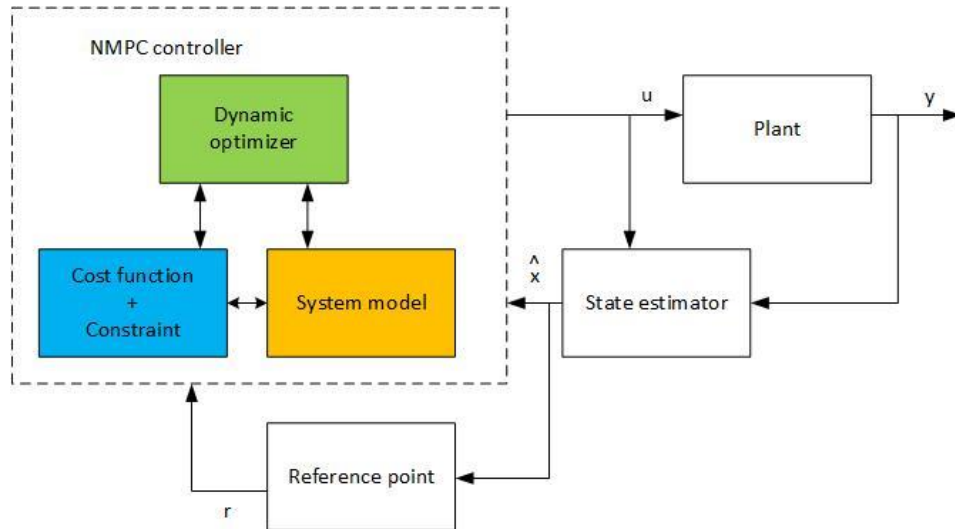 NMPC controller
Dynamic
optimizer
u
y
Plant
Cost function
+
Constraint
System model
^
x
State estimator
Reference point
r